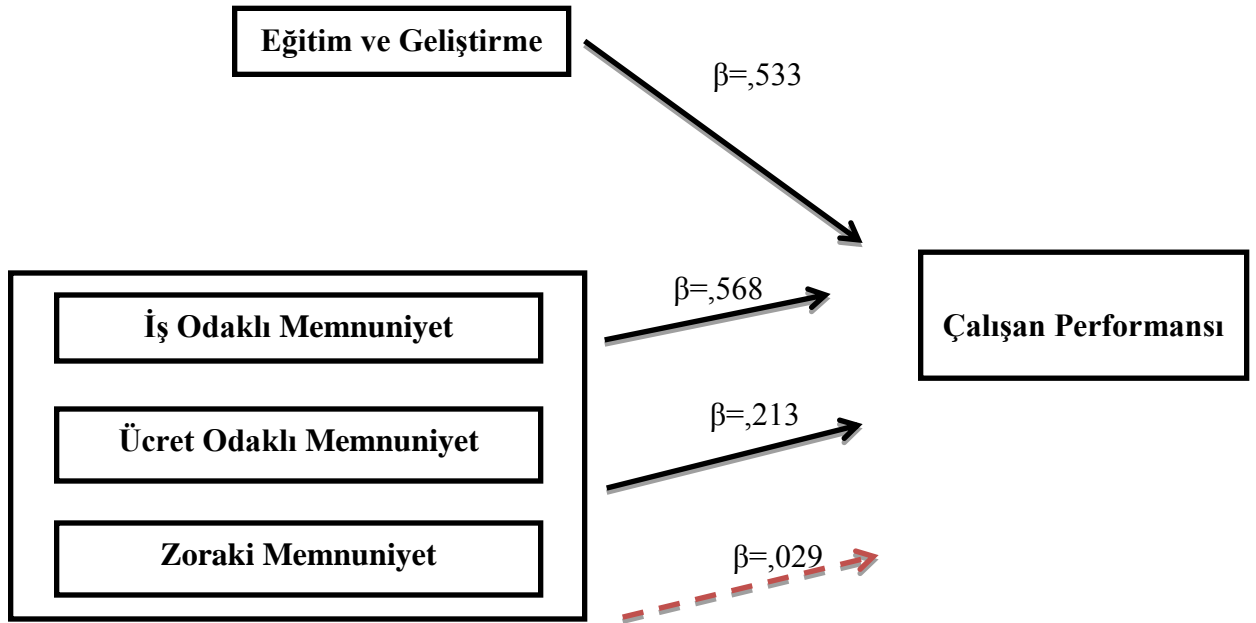 Eğitim ve Geliştirme
β=,533
İş Odaklı Memnuniyet
β=,568
Çalışan Performansı
Ücret Odaklı Memnuniyet
β=,213
Zoraki Memnuniyet
β=,029